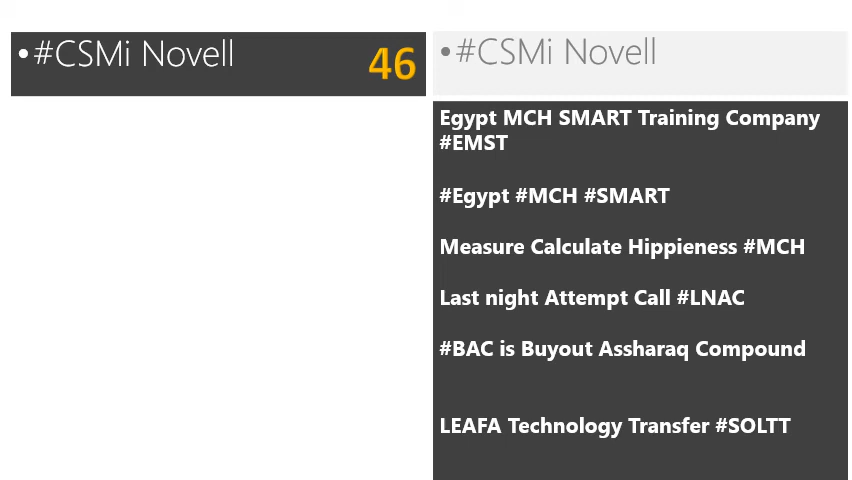 •#CSMi Novell
46
•#CSMi Novell
Egypt MCH SMART Training Company
#EMST
#Egypt #MCH #SMART
Measure Calculate Hippieness #MCH
Last night Attempt Call #LNAC
#BAC is Buyout Assharaq Compound
LEAFA Technology Transfer #SOLTT